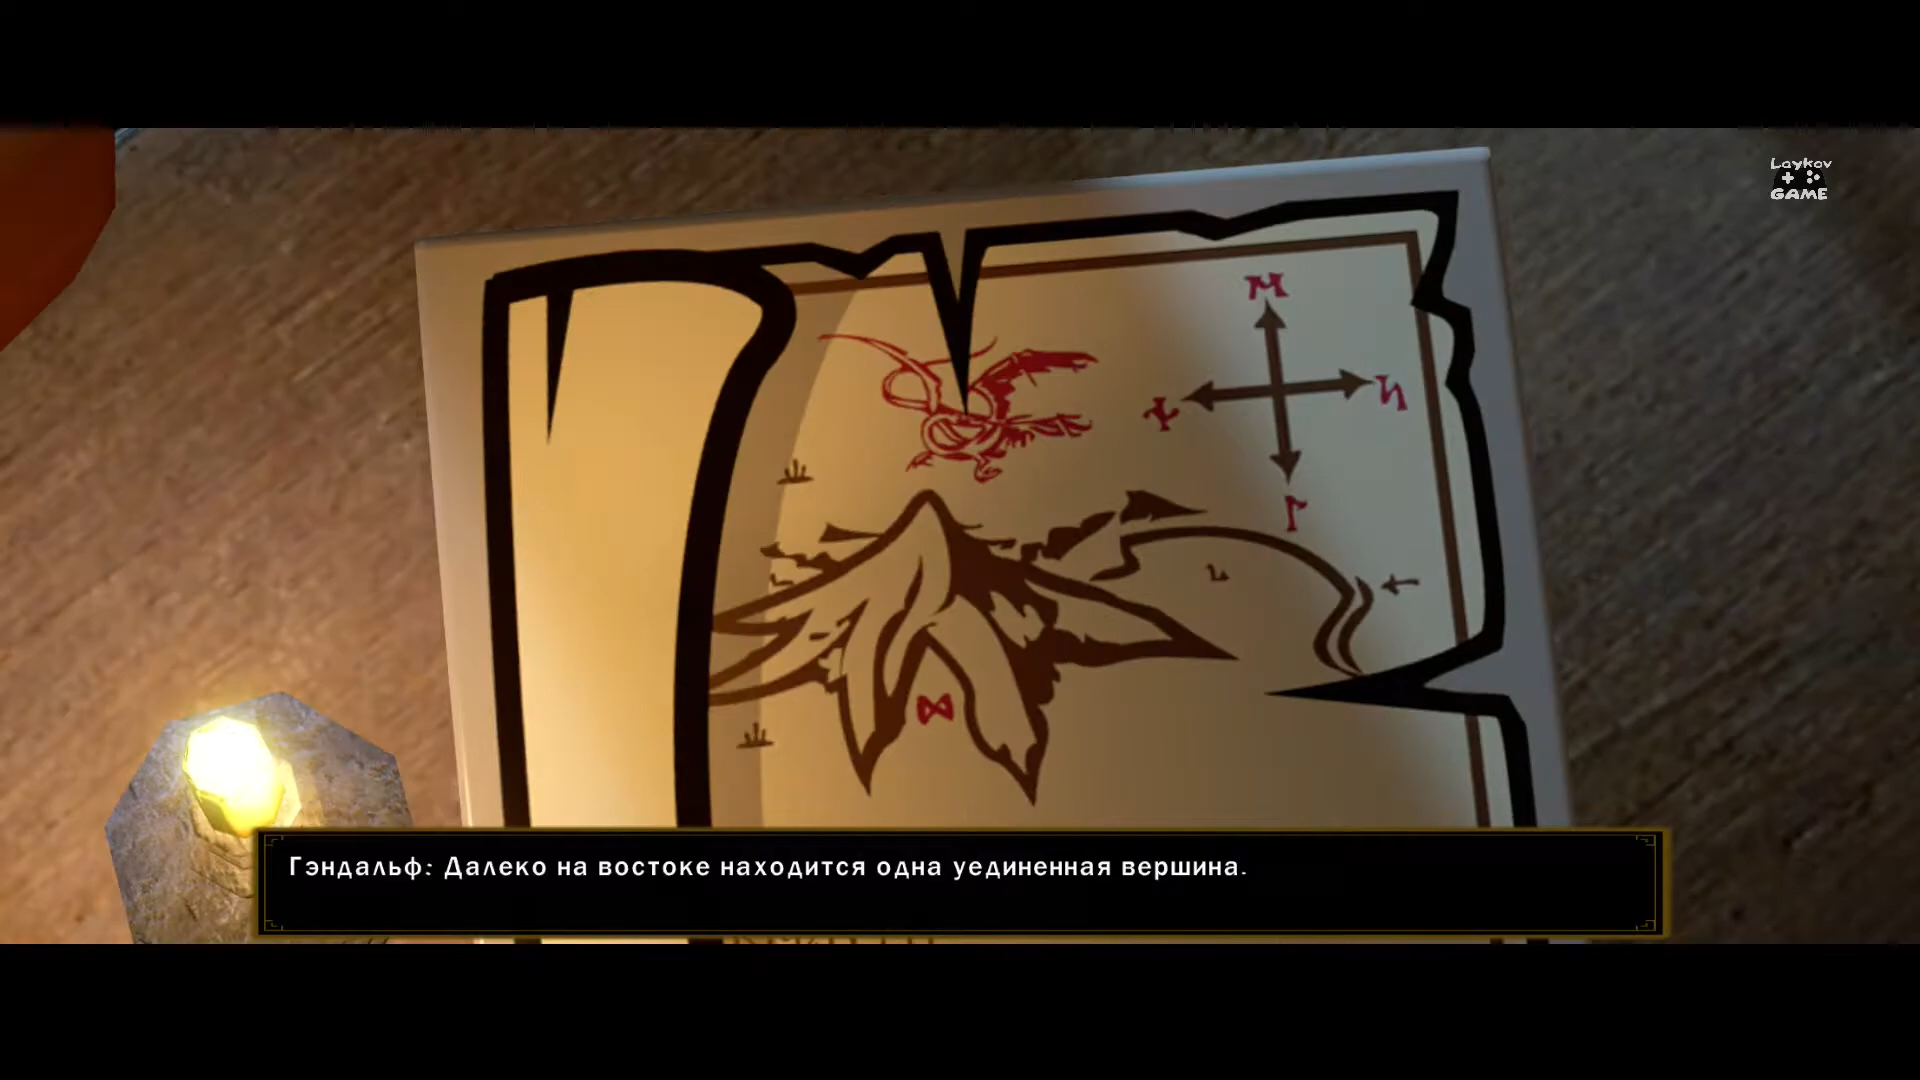 Laykov
GAME
Гэндальф: Далеко на востоке находится одна уединенная вершина.